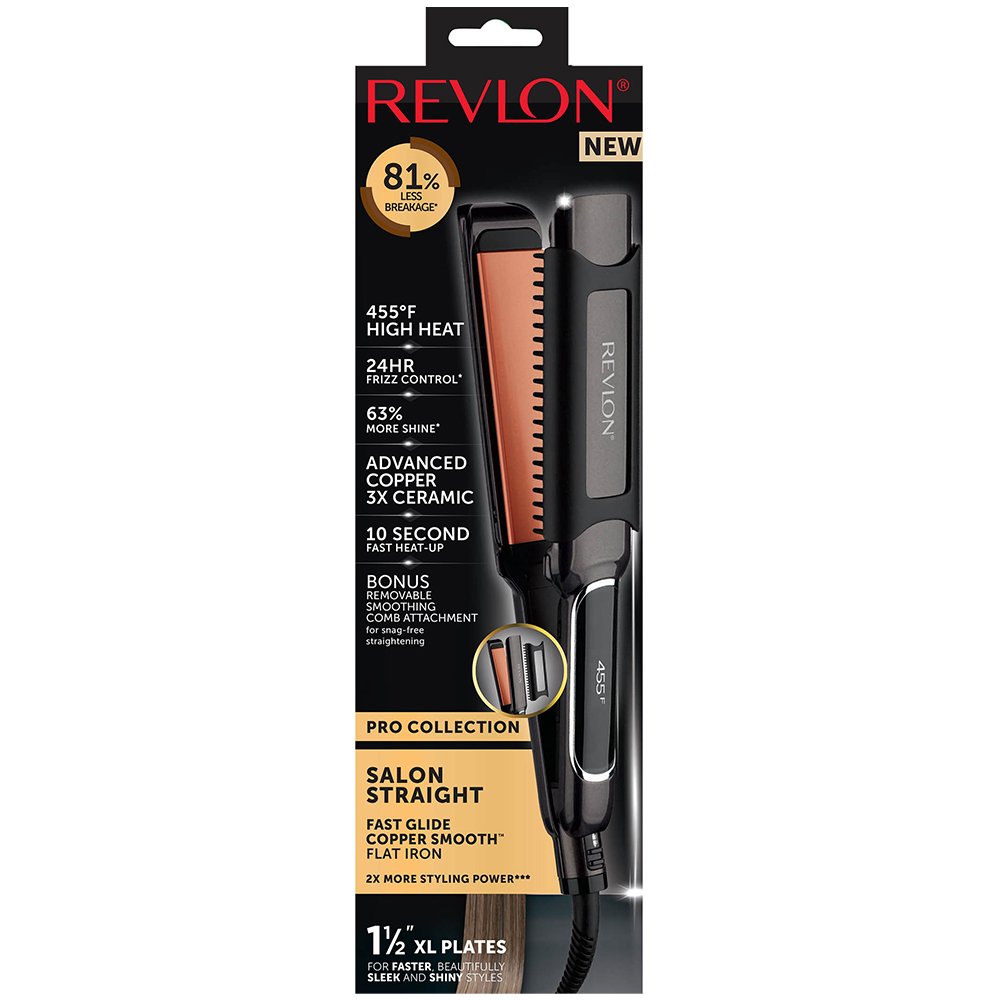 REVLON®
NEW
81%
LESS
BREAKAGE*
455°F
HIGH HEAT
24HR
FRIZZ CONTROL*
63%
MORE SHINE*
ADVANCED
COPPER
3X CERAMIC
10 SECOND
FAST HEAT-UP
BONUS
REMOVABLE
SMOOTHING
COMB ATTACHMENT
for snag-free
straightening
REVLON®
455F
PRO COLLECTION
SALON
STRAIGHT
FAST GLIDE
COPPER SMOOTH™
FLAT IRON
2X MORE STYLING POWER***
1½" XL PLATES
FOR FASTER, BEAUTIFULLY
SLEEK AND SHINY STYLES